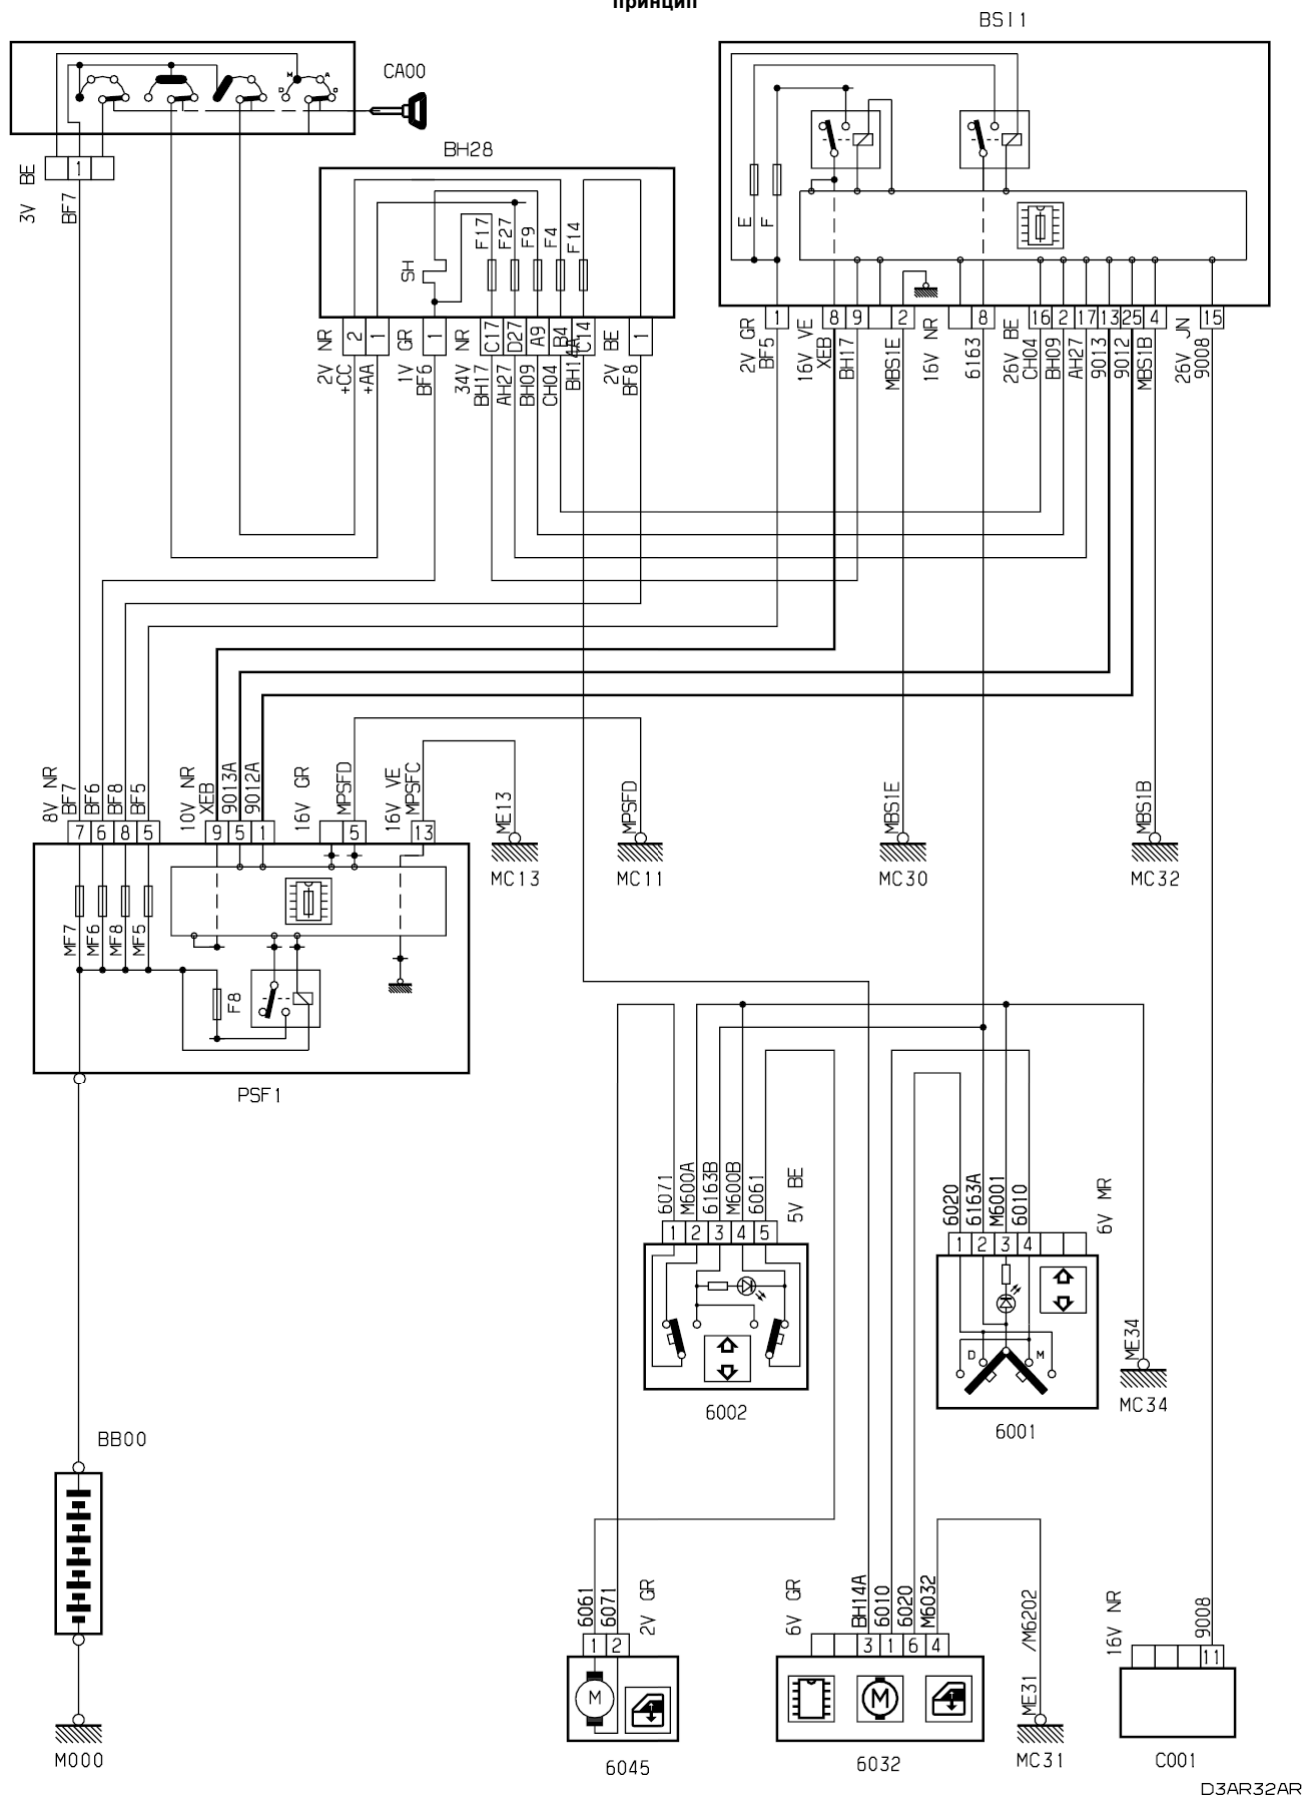 принцип
BSI1
CA00
M A
D G
BH28
3V BE
1
BF7
SH
F17
F27
F9
F4
F14
E
F
2V NR
2
1
+CC
+AA
1V GR
1
BF6
34V NR
C17
D27
A9
B4
C14
BH17
AH27
BH09
CH04
BH14A
2V BE
1
BF8
2V GR
1
BF5
16V VE
8
9
2
XEB
BH17
MBS1E
16V NR
8
6163
26V BE
16
2
17
13
25
4
CH04
BH09
AH27
9013
9012
MBS1B
26V JN
15
9008
8V NR
BF7
BF6
BF8
BF5
7
6
8
5
10V NR
XEB
9013A
9012A
9
5
1
16V GR
MPSFD
5
16V VE
MPSFC
13
ME13
MC13
MPSFD
MC11
MBS1E
MC30
MBS1B
MC32
MF7
MF6
MF8
MF5
F8
PSF1
6071
M600A
6163B
M600B
6061
5V BE
1
2
3
4
5
6002
6020
6163A
M6001
6010
6V MR
1
2
3
4
D
M
6001
ME34
MC34
BB00
M000
6061
6071
2V GR
1
2
M
6045
6V GR
BH14A
6010
6020
M6032
3
1
6
4
M
6032
ME31 /M6202
MC31
16V NR
9008
11
C001
D3AR32AR